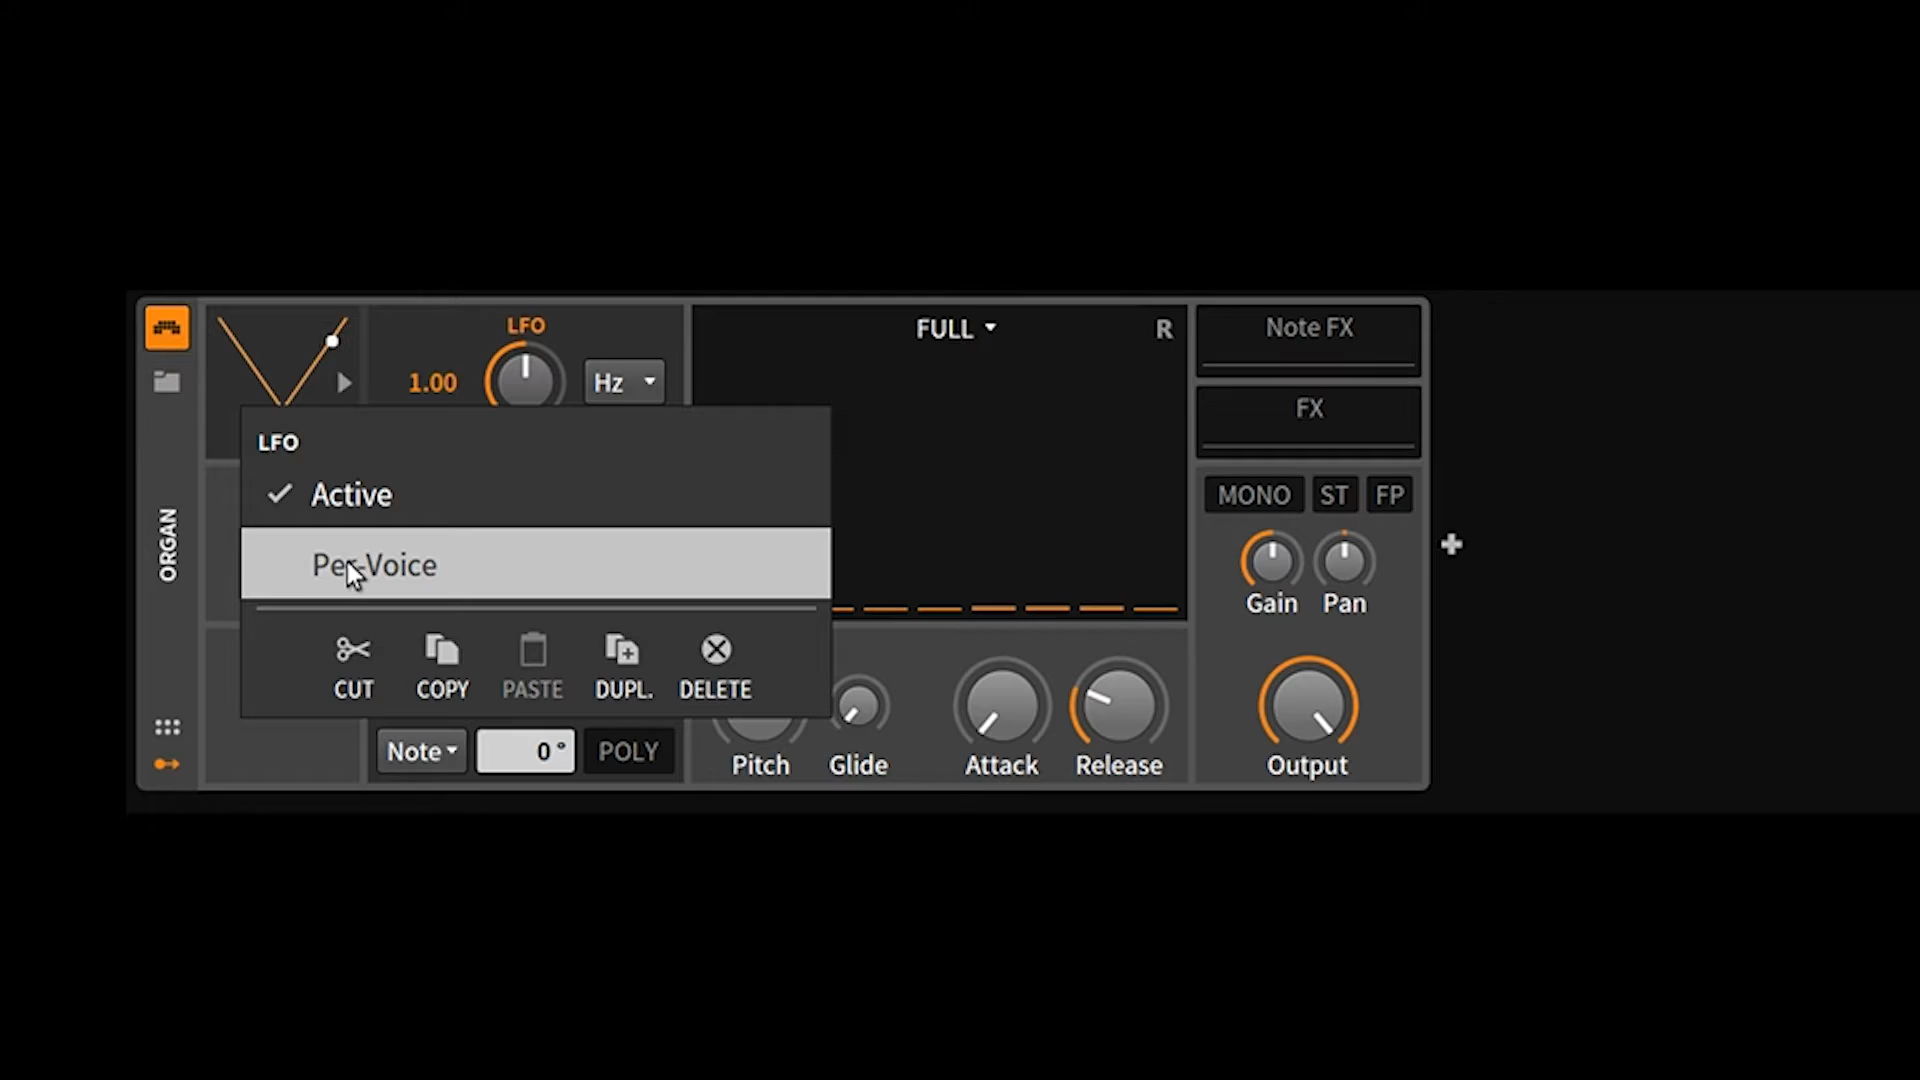 ORGAN
LFO
1.00
Hz
LFO
Active
Per-Voice
CUT COPY PASTE DUPL. DELETE
Note 0° POLY
FULL R
Pitch Glide Attack Release
Note FX
FX
MONO ST FP
Gain Pan
Output